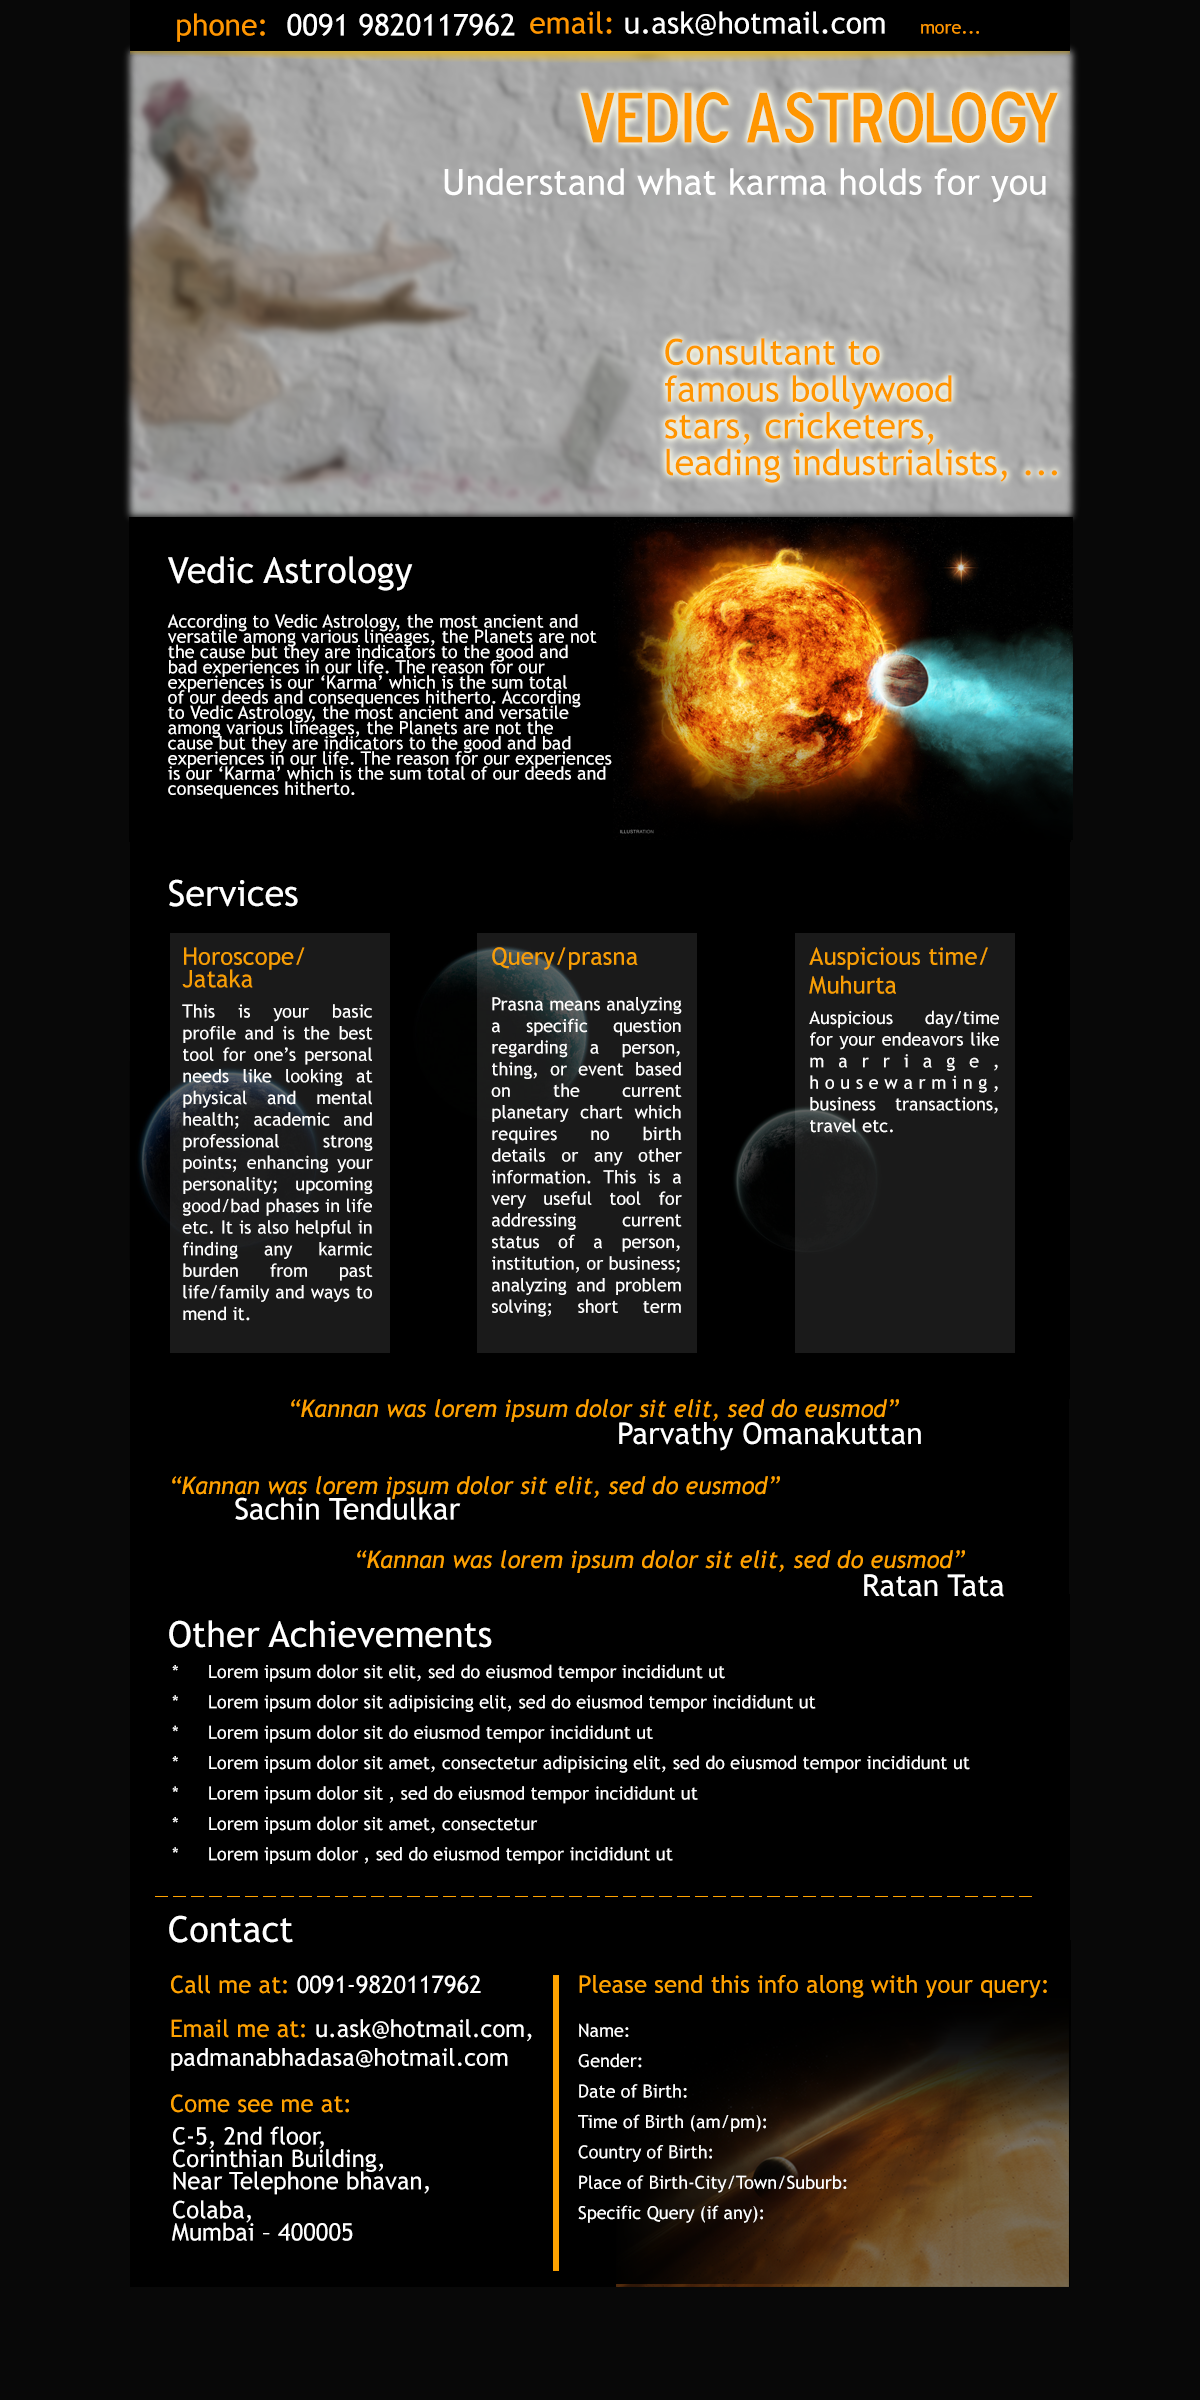 phone: 0091 9820117962 email: u.ask@hotmail.com more...
VEDIC ASTROLOGY
Understand what karma holds for you
Consultant to
famous bollywood
stars, cricketers,
leading industrialists, ...
Vedic Astrology
According to Vedic Astrology, the most ancient and
versatile among various lineages, the Planets are not
the cause but they are indicators to the good and
bad experiences in our life. The reason for our
experiences is our ‘Karma’ which is the sum total
of our deeds and consequences hitherto. According
to Vedic Astrology, the most ancient and versatile
among various lineages, the Planets are not the
cause but they are indicators to the good and bad
experiences in our life. The reason for our experiences
is our ‘Karma’ which is the sum total of our deeds and
consequences hitherto.
ILLUSTRATION
Services
Horoscope/
Jataka
This is your basic
profile and is the best
tool for one’s personal
needs like looking at
physical and mental
health; academic and
professional strong
points; enhancing your
personality; upcoming
good/bad phases in life
etc. It is also helpful in
finding any karmic
burden from past
life/family and ways to
mend it.
Query/prasna
Prasna means analyzing
a specific question
regarding a person,
thing, or event based
on the current
planetary chart which
requires no birth
details or any other
information. This is a
very useful tool for
addressing current
status of a person,
institution, or business;
analyzing and problem
solving; short term
Auspicious time/
Muhurta
Auspicious day/time
for your endeavors like
marriage,
housewarming,
business transactions,
travel etc.
“Kannan was lorem ipsum dolor sit elit, sed do eusmod”
Parvathy Omanakuttan
“Kannan was lorem ipsum dolor sit elit, sed do eusmod”
Sachin Tendulkar
“Kannan was lorem ipsum dolor sit elit, sed do eusmod”
Ratan Tata
Other Achievements
* Lorem ipsum dolor sit elit, sed do eiusmod tempor incididunt ut
* Lorem ipsum dolor sit adipisicing elit, sed do eiusmod tempor incididunt ut
* Lorem ipsum dolor sit do eiusmod tempor incididunt ut
* Lorem ipsum dolor sit amet, consectetur adipisicing elit, sed do eiusmod tempor incididunt ut
* Lorem ipsum dolor sit , sed do eiusmod tempor incididunt ut
* Lorem ipsum dolor sit amet, consectetur
* Lorem ipsum dolor , sed do eiusmod tempor incididunt ut
Contact
Call me at: 0091-9820117962
Email me at: u.ask@hotmail.com,
padmanabhadasa@hotmail.com
Come see me at:
C-5, 2nd floor,
Corinthian Building,
Near Telephone bhavan,
Colaba,
Mumbai – 400005
Please send this info along with your query:
Name:
Gender:
Date of Birth:
Time of Birth (am/pm):
Country of Birth:
Place of Birth-City/Town/Suburb:
Specific Query (if any):